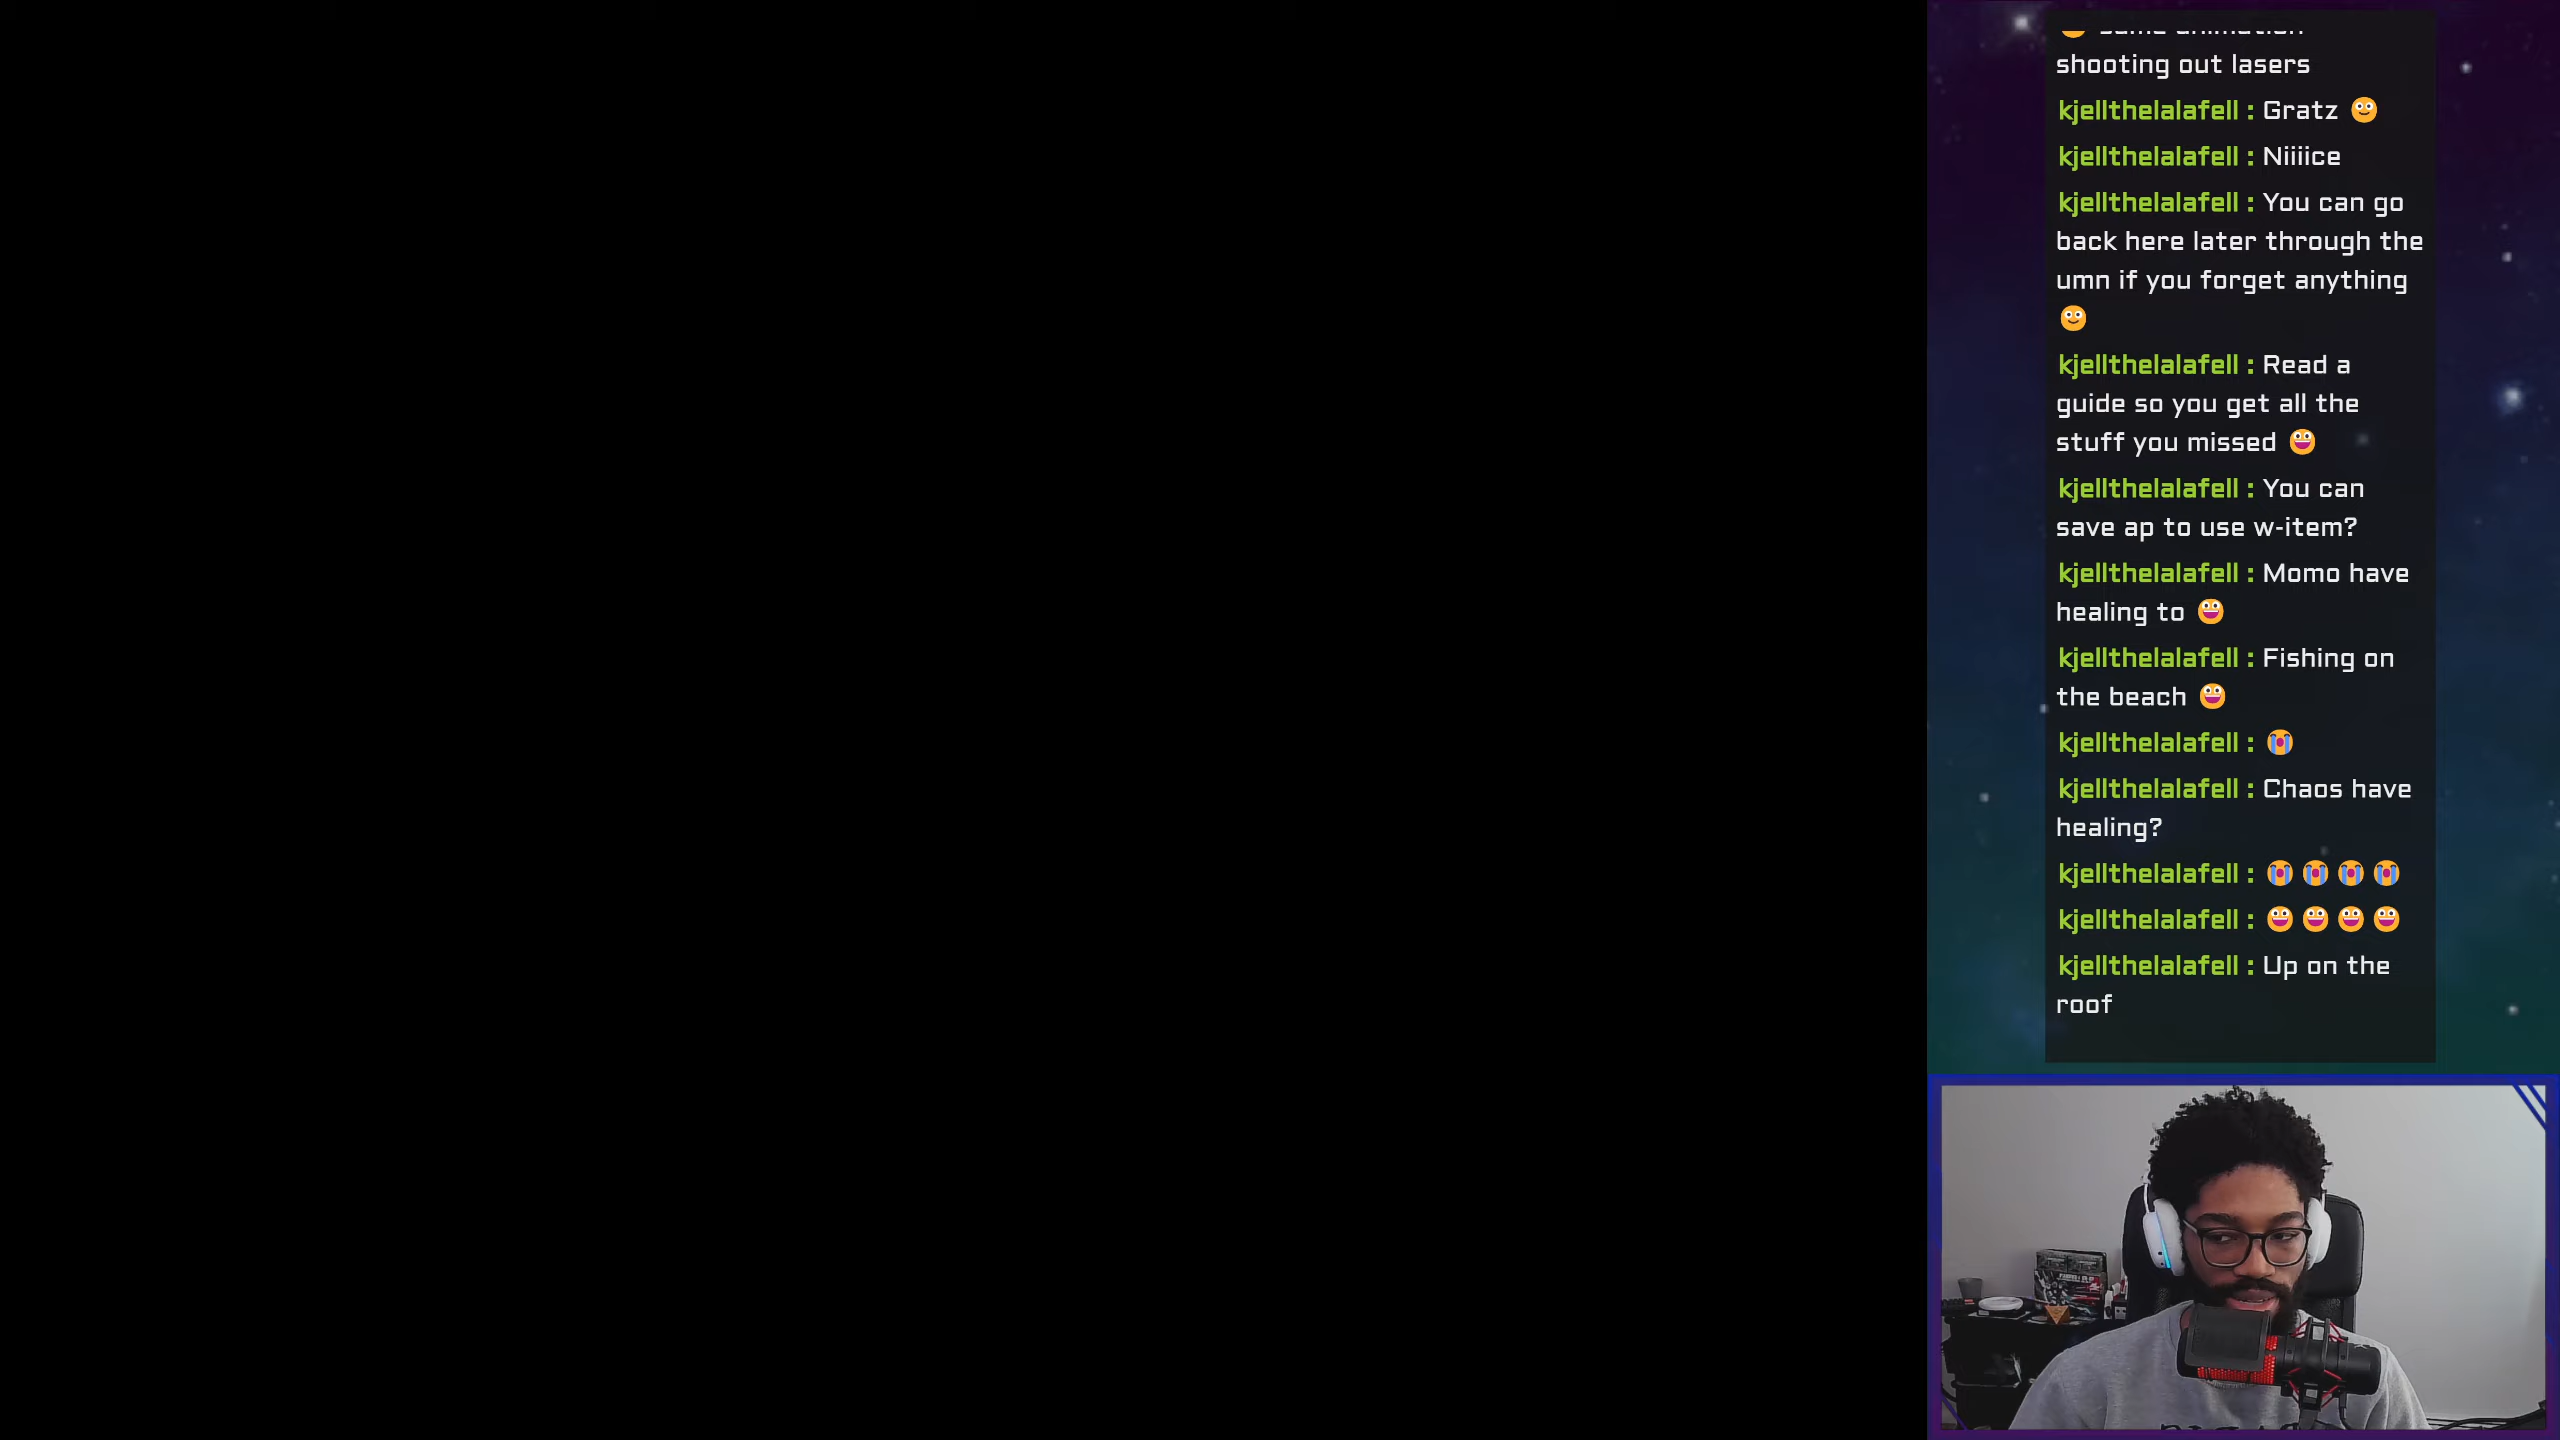 same animation
shooting out lasers
kjellthelalafell : Gratz
kjellthelalafell : Niiiice
kjellthelalafell : You can go
back here later through the
umn if you forget anything
kjellthelalafell : Read a
guide so you get all the
stuff you missed
kjellthelalafell : You can
save ap to use w-item?
kjellthelalafell : Momo have
healing to
kjellthelalafell : Fishing on
the beach
kjellthelalafell :
kjellthelalafell : Chaos have
healing?
kjellthelalafell :
kjellthelalafell :
kjellthelalafell : Up on the
roof